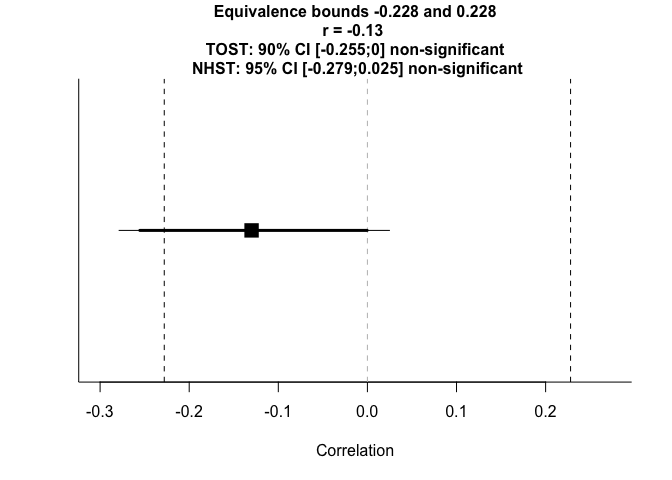 Equivalence bounds -0.228 and 0.228
r = -0.13
TOST: 90% CI [-0.255;0] non-significant
NHST: 95% CI [-0.279;0.025] non-significant
-0.3 -0.2 -0.1 0.0 0.1 0.2
Correlation